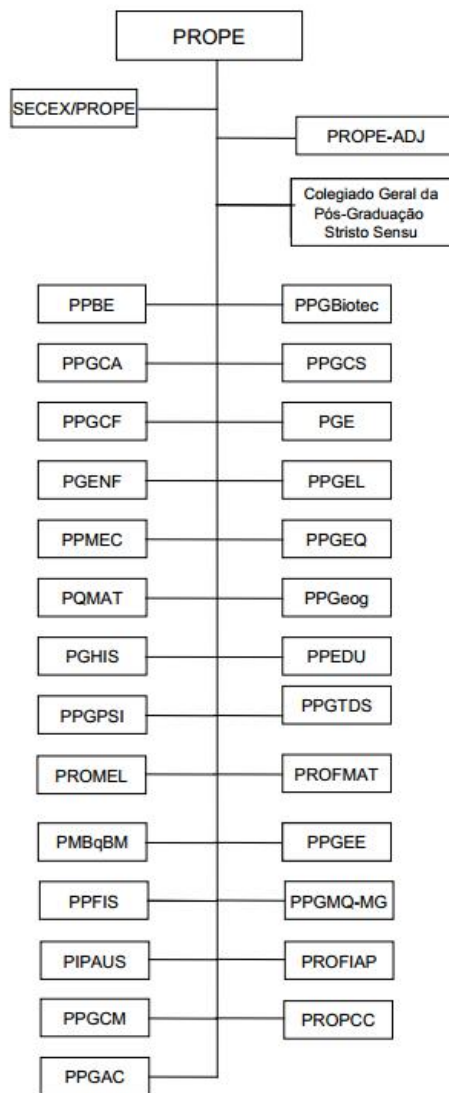 PROPE
SECEX/PROPE
PROPE-ADJ
Colegiado Geral da
Pós-Graduação
Stristo Sensu
PPBE
PPGBiotec
PPGCA
PPGCS
PPGCF
PGE
PGENF
PPGEL
PPMEC
PPGEQ
PQMAT
PPGeog
PGHIS
PPEDU
PPGPSI
PPGTDS
PROMEL
PROFMAT
PMBqBM
PPGEE
PPFIS
PPGMQ-MG
PIPAUS
PROFIAP
PPGCM
PROPCC
PPGAC